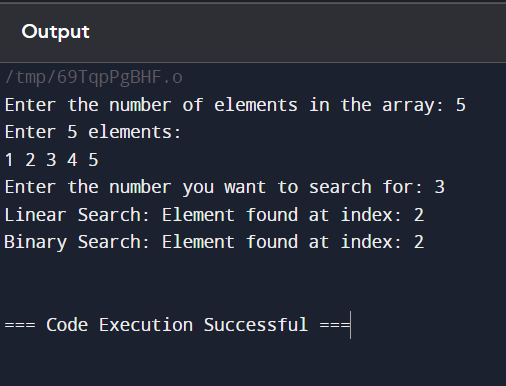 Output
/tmp/69TqpPgBHF.o
Enter the number of elements in the array: 5
Enter 5 elements:
1 2 3 4 5
Enter the number you want to search for: 3
Linear Search: Element found at index: 2
Binary Search: Element found at index: 2
=== Code Execution Successful ===